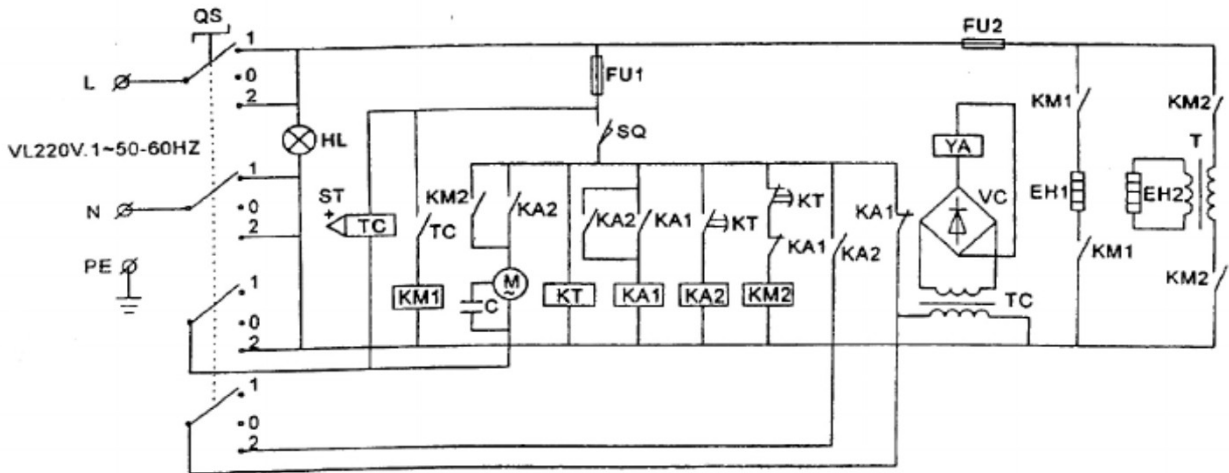 QS
1
FU2
L
0
FU1
2
KM1
KM2
SQ
HL
VL220V.1~50-60HZ
YA
T
1
ST
KM2
KT
EH1
EH2
VC
N
0
TC
KA2
KA2
KA1
KT
KA1
TC
2
KA1
KA2
KM1
PE
M
~
KM2
1
KM1
C
KT
KA1
KA2
KM2
TC
0
2
1
0
2